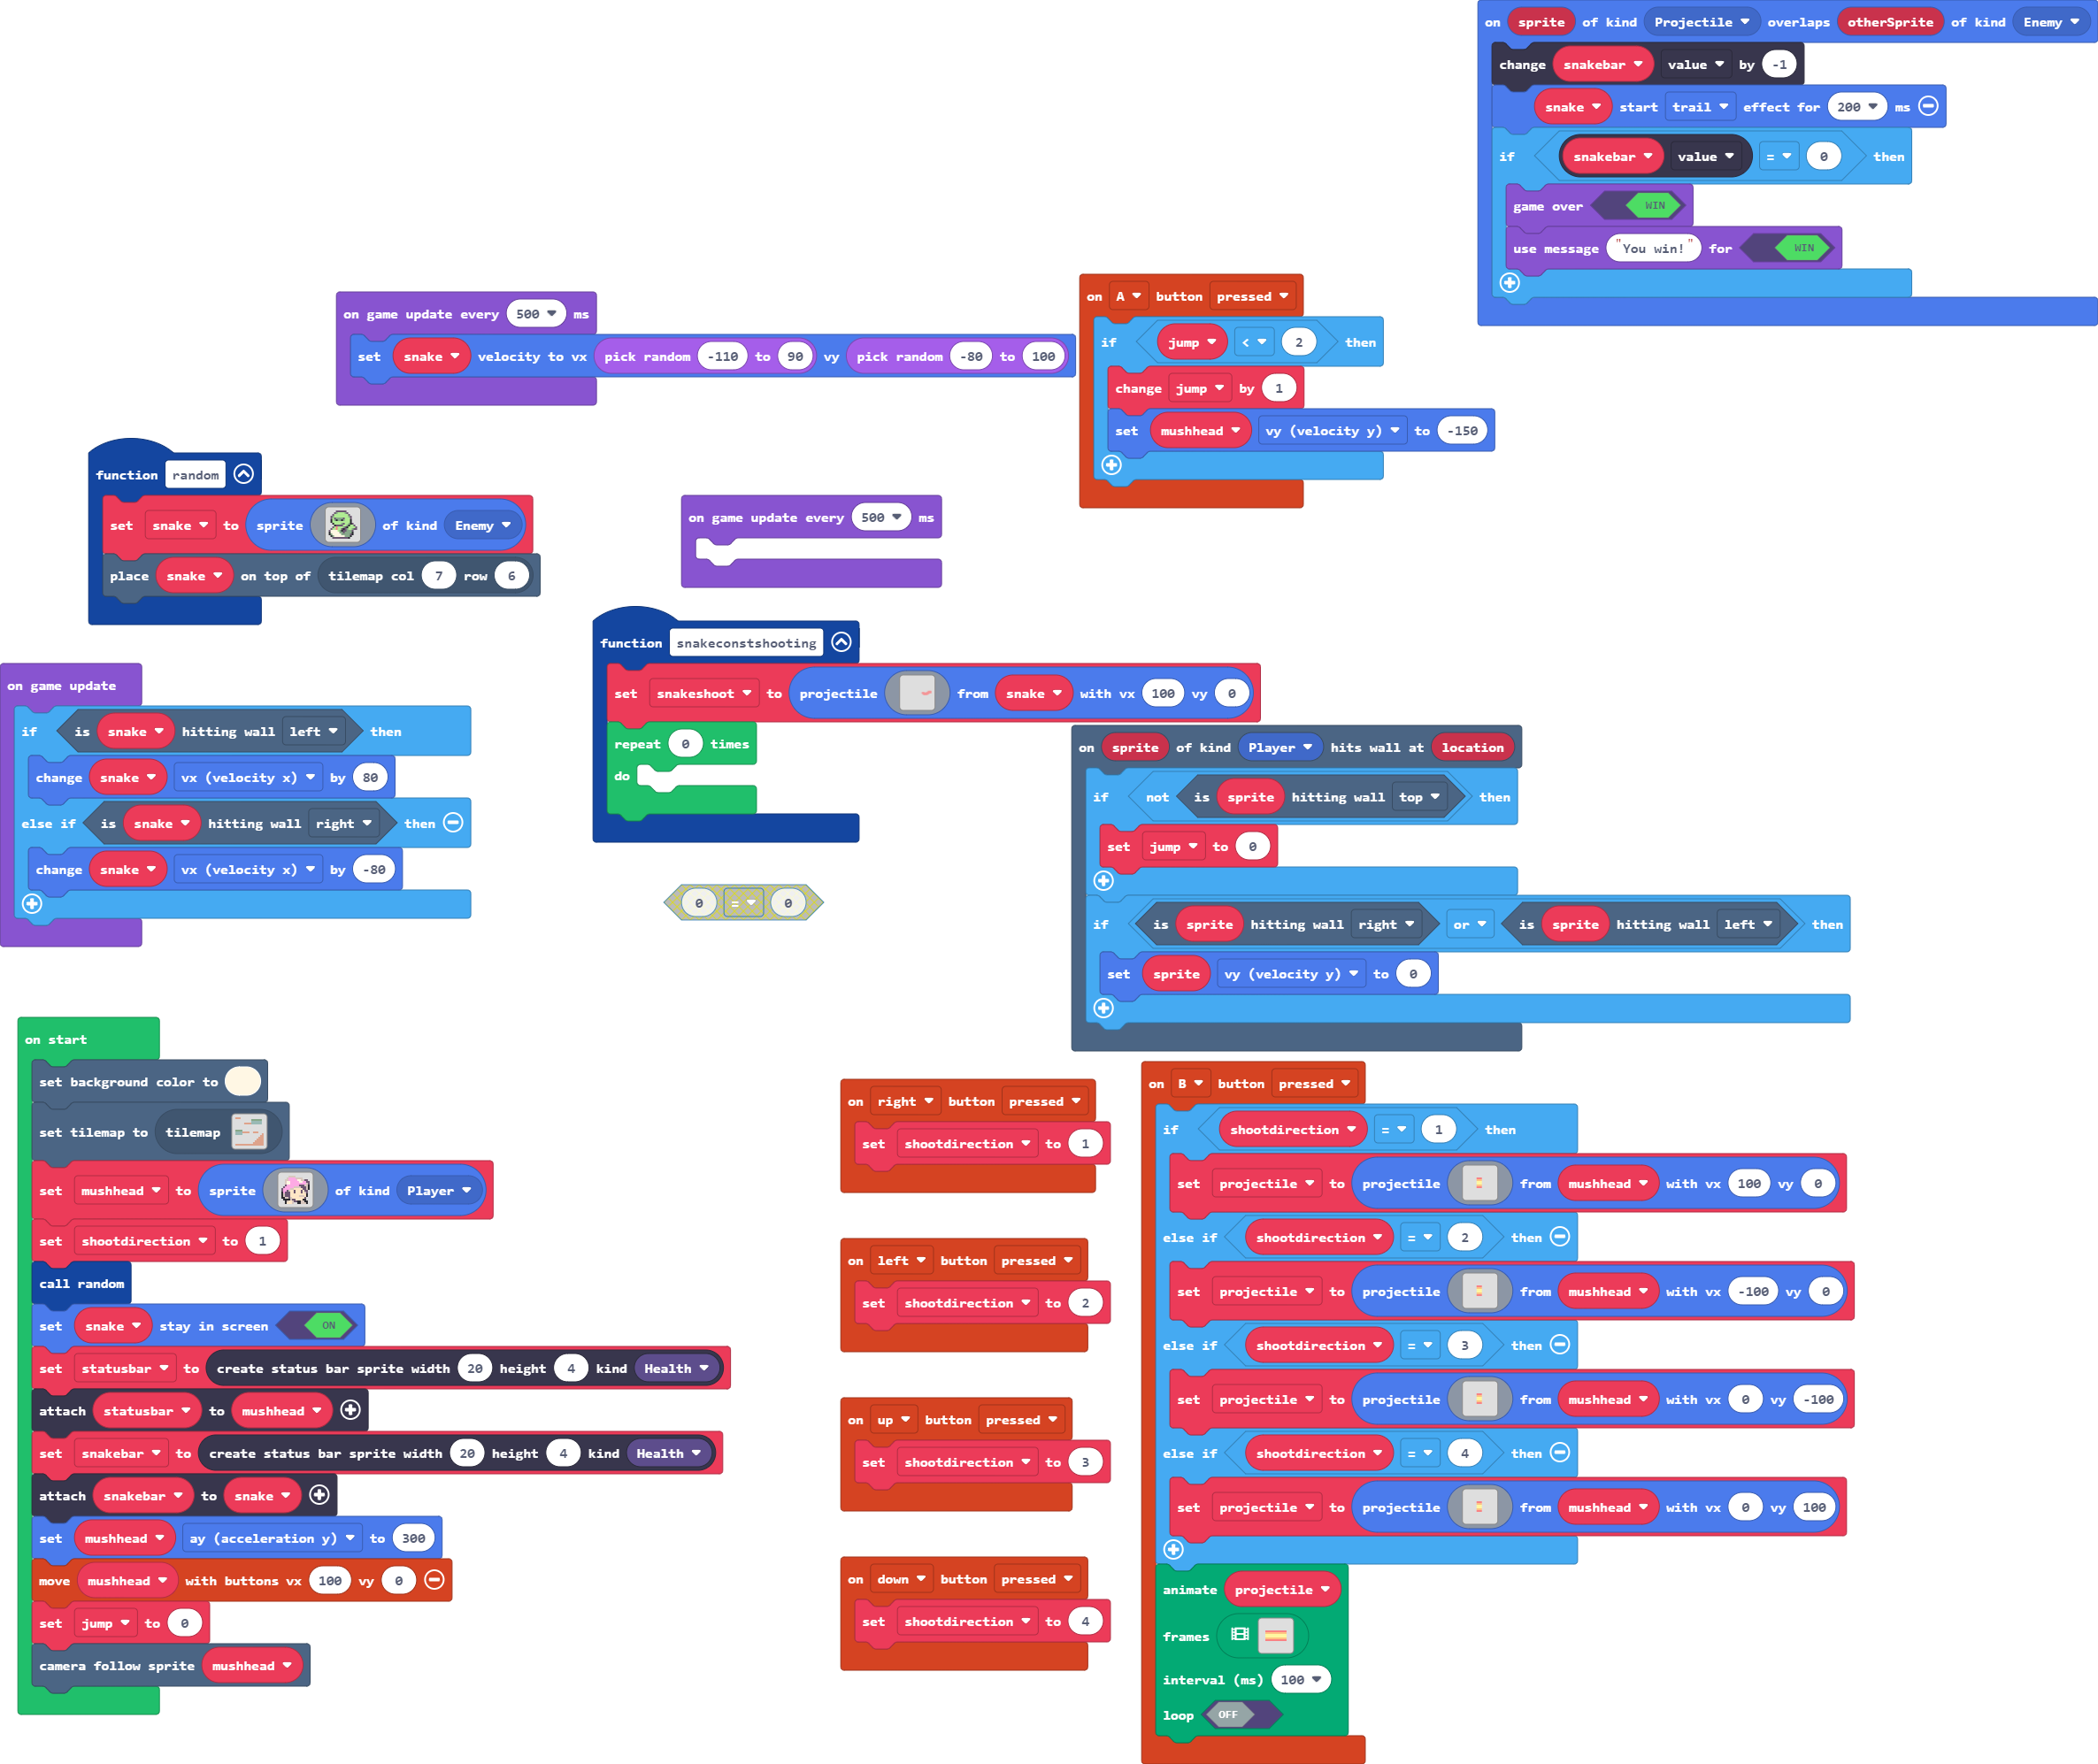 on sprite of kind Projectile overlaps otherSprite of kind Enemy
change snakebar value by -1
snake start trail effect for 200 ms
if snakebar value = 0 then
game over WIN
use message "You win!" for WIN
on game update every 500 ms
set snake velocity to vx pick random -110 to 90 vy pick random -80 to 100
on A button pressed
if jump < 2 then
change jump by 1
set mushhead vy (velocity y) to -150
function random
set snake to sprite of kind Enemy
place snake on top of tilemap col 7 row 6
on game update every 500 ms
function snakeconstshooting
set snakeshoot to projectile from snake with vx 100 vy 0
repeat 0 times
do
0 = 0
on game update
if is snake hitting wall left then
change snake vx (velocity x) by 80
else if is snake hitting wall right then
change snake vx (velocity x) by -80
on sprite of kind Player hits wall at location
if not is sprite hitting wall top then
set jump to 0
if is sprite hitting wall right or is sprite hitting wall left then
set sprite vy (velocity y) to 0
on start
set background color to
set tilemap to tilemap
set mushhead to sprite of kind Player
set shootdirection to 1
call random
set snake stay in screen ON
set statusbar to create status bar sprite width 20 height 4 kind Health
attach statusbar to mushhead
set snakebar to create status bar sprite width 20 height 4 kind Health
attach snakebar to snake
set mushhead ay (acceleration y) to 300
move mushhead with buttons vx 100 vy 0
set jump to 0
camera follow sprite mushhead
on right button pressed
set shootdirection to 1
on left button pressed
set shootdirection to 2
on up button pressed
set shootdirection to 3
on down button pressed
set shootdirection to 4
on B button pressed
if shootdirection = 1 then
set projectile to projectile from mushhead with vx 100 vy 0
else if shootdirection = 2 then
set projectile to projectile from mushhead with vx -100 vy 0
else if shootdirection = 3 then
set projectile to projectile from mushhead with vx 0 vy -100
else if shootdirection = 4 then
set projectile to projectile from mushhead with vx 0 vy 100
animate projectile
frames
interval (ms) 100
loop OFF